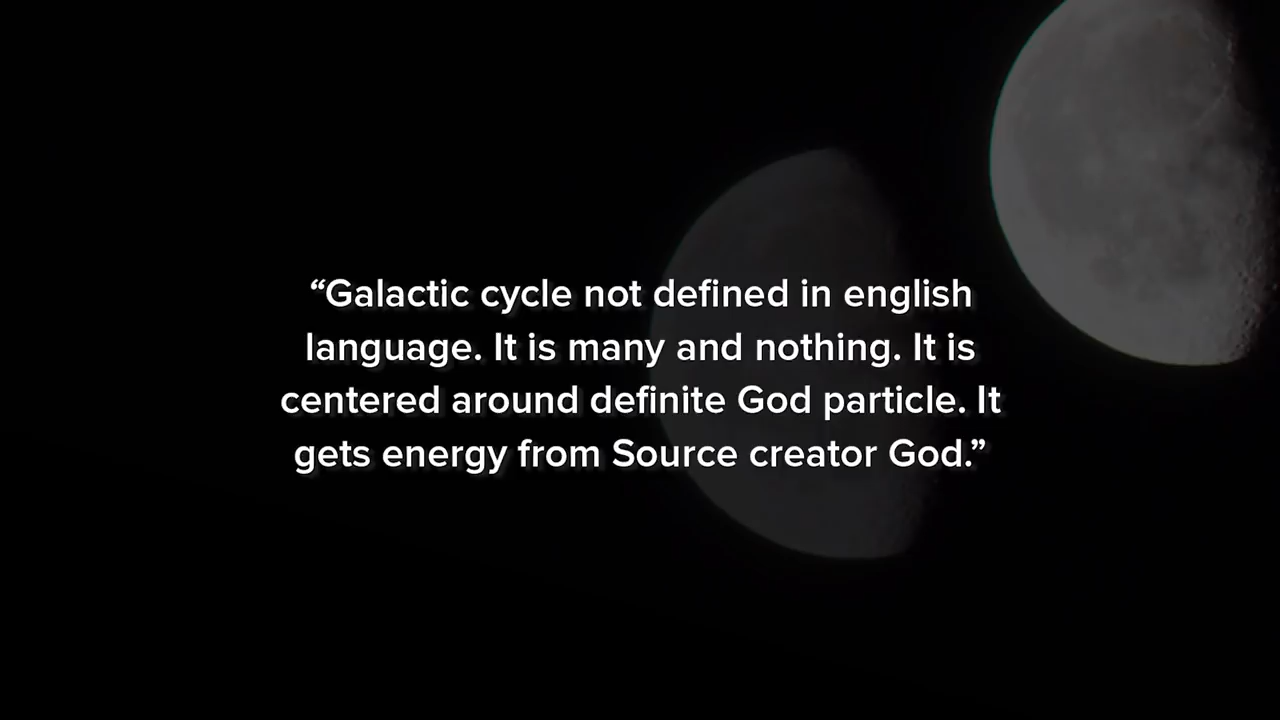 “Galactic cycle not defined in english
language. It is many and nothing. It is
centered around definite God particle. It
gets energy from Source creator God.”